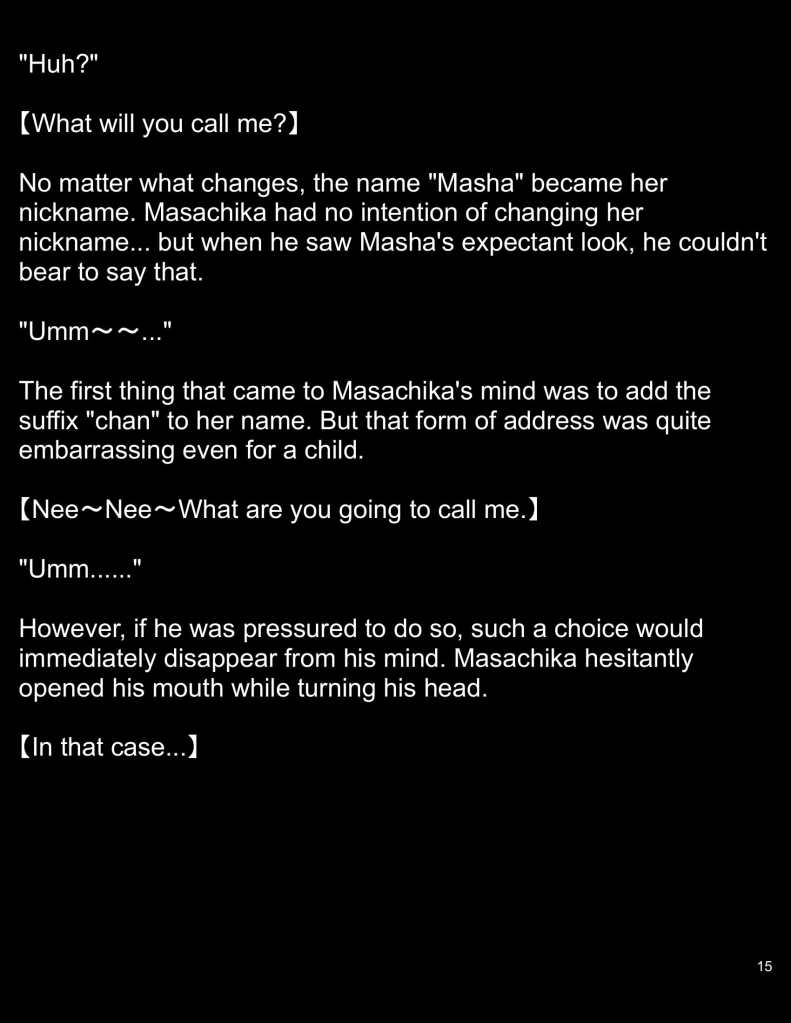 "Huh?"
【What will you call me?】
No matter what changes, the name "Masha" became her
nickname. Masachika had no intention of changing her
nickname... but when he saw Masha's expectant look, he couldn't
bear to say that.
"Umm～～..."
The first thing that came to Masachika's mind was to add the
suffix "chan" to her name. But that form of address was quite
embarrassing even for a child.
【Nee～Nee～What are you going to call me.】
"Umm......"
However, if he was pressured to do so, such a choice would
immediately disappear from his mind. Masachika hesitantly
opened his mouth while turning his head.
【In that case...】
15